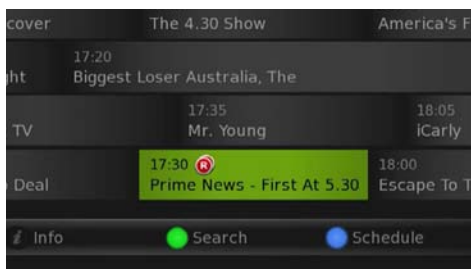 cover The 4.30 Show America's F
17:20
ght Biggest Loser Australia, The
17:35 18:05
TV Mr. Young iCarly
17:30 R 18:00
Deal Prime News - First At 5.30 Escape To T
i Info Search Schedule